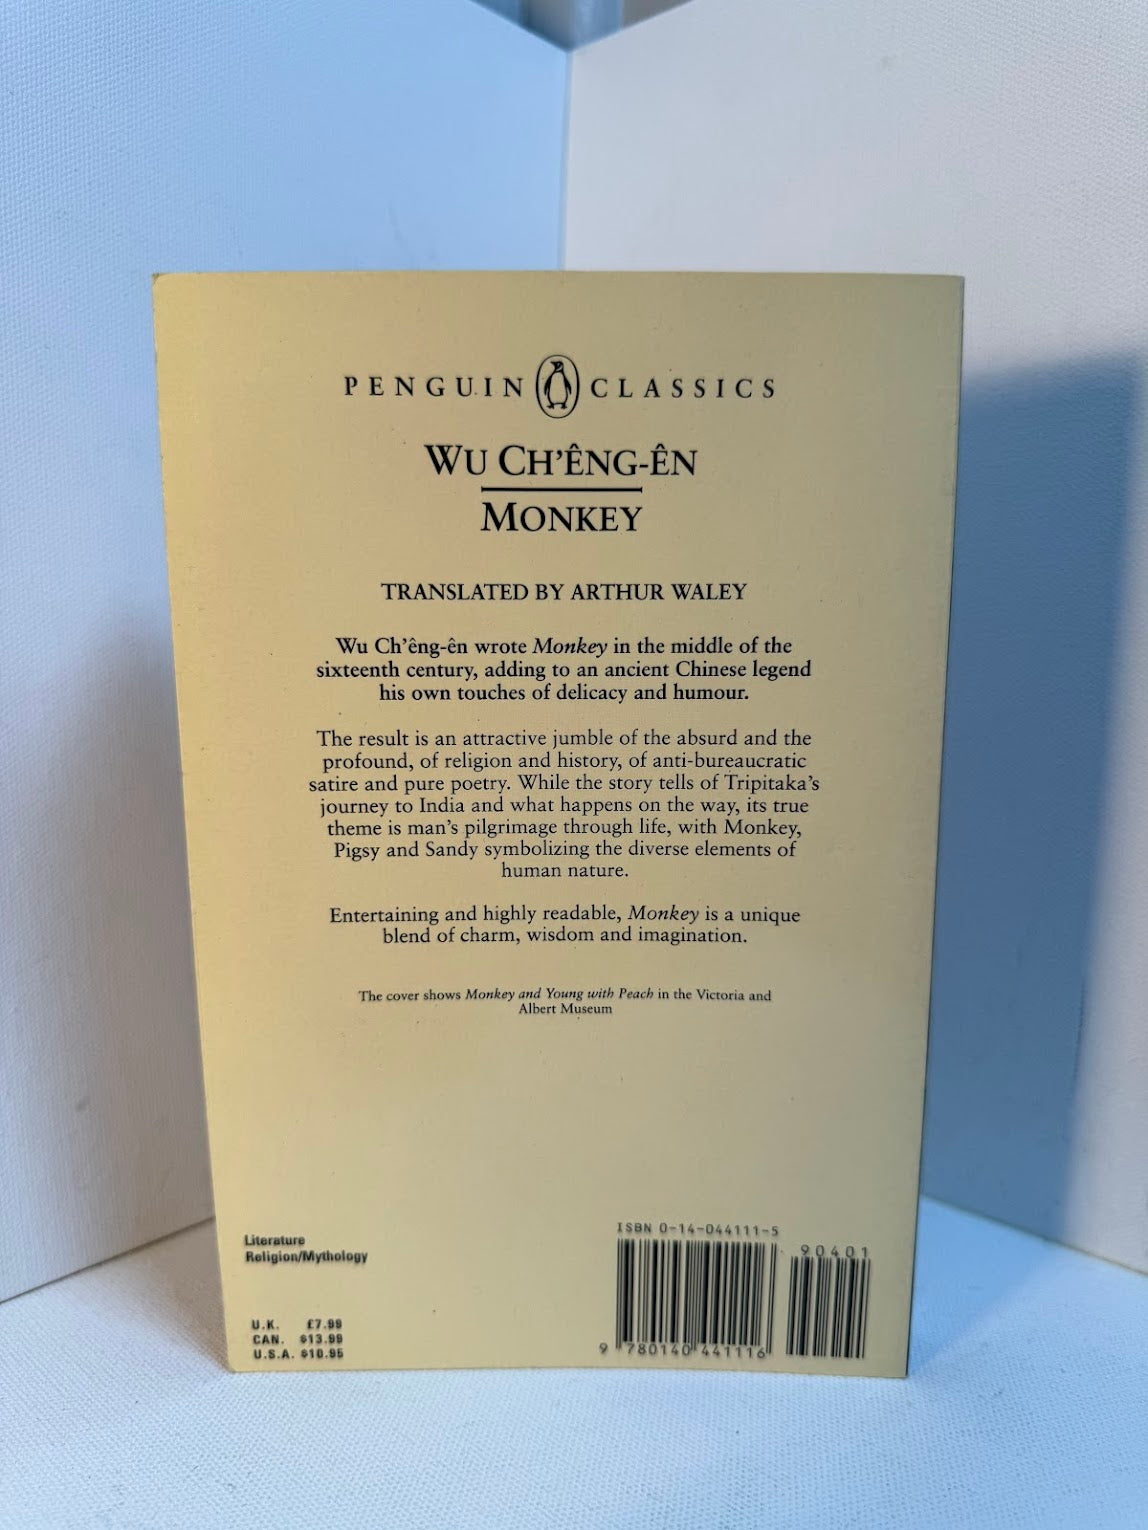 PENGUIN CLASSICS
WU CH'ÊNG-ÊN
MONKEY
TRANSLATED BY ARTHUR WALEY
Wu Ch'êng-ên wrote Monkey in the middle of the
sixteenth century, adding to an ancient Chinese legend
his own touches of delicacy and humour.
The result is an attractive jumble of the absurd and the
profound, of religion and history, of anti-bureaucratic
satire and pure poetry. While the story tells of Tripitaka's
journey to India and what happens on the way, its true
theme is man's pilgrimage through life, with Monkey,
Pigsy and Sandy symbolizing the diverse elements of
human nature.
Entertaining and highly readable, Monkey is a unique
blend of charm, wisdom and imagination.
The cover shows Monkey and Young with Peach in the Victoria and
Albert Museum
Literature
Religion/Mythology
U.K. £7.99
CAN. $13.99
U.S.A. $10.95
ISBN 0-14-044111-5
90401
9 780140 441116